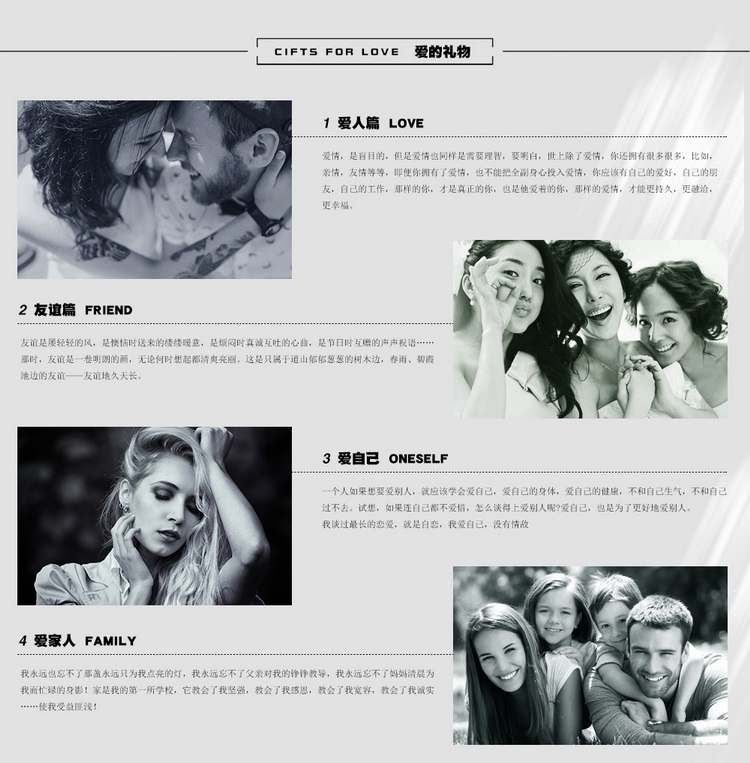 CIFTS FOR LOVE 爱的礼物
1 爱人篇 LOVE
爱情，是盲目的，但是爱情也同样是需要理智，要明白，世上除了爱情，你还拥有很多很多，比如，
亲情，友情等等，即便你拥有了爱情，也不能把全副身心投入爱情，你应该有自己的爱好，自己的朋
友，自己的工作，那样的你，才是真正的你，也是他爱着的你，那样的爱情，才能更持久，更融洽，
更幸福。
2 友谊篇 FRIEND
友谊是屡轻轻的风，是懊恼时送来的缕缕暖意，是烦闷时真诚互吐的心曲，是节日时互赠的声声祝语……
那时，友谊是一卷明朗的画，无论何时想起都清爽亮丽。这是只属于道山郁郁葱葱的树木边，春雨、碧霞
池边的友谊——友谊地久天长。
3 爱自己 ONESELF
一个人如果想要爱别人，就应该学会爱自己，爱自己的身体，爱自己的健康，不和自己生气，不和自己
过不去。试想，如果连自己都不爱惜，怎么谈得上爱别人呢?爱自己，也是为了更好地爱别人。
我谈过最长的恋爱，就是自恋，我爱自己，没有情敌
4 爱家人 FAMILY
我永远也忘不了那盏永远只为我点亮的灯，我永远忘不了父亲对我的铮铮教导，我永远忘不了妈妈清晨为
我而忙碌的身影！家是我的第一所学校，它教会了我坚强，教会了我感恩，教会了我宽容，教会了我诚实
……使我受益匪浅！